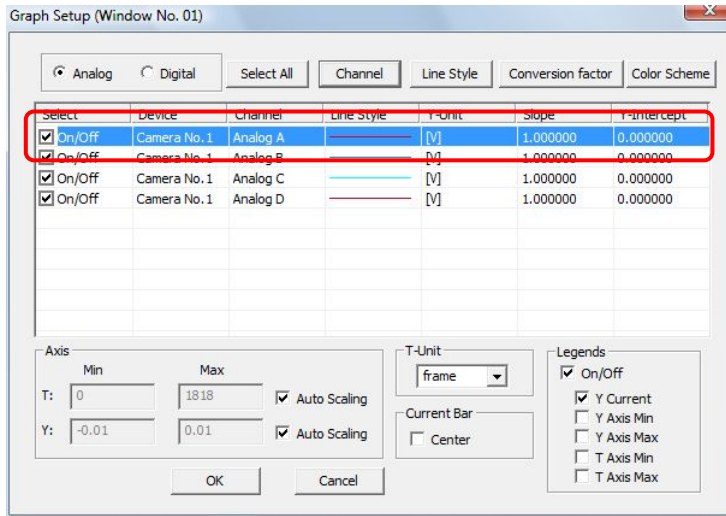 Graph Setup (Window No. 01)
Analog Digital Select All Channel Line Style Conversion factor Color Scheme
Select Device Channel Line Style Y-Unit Slope Y-Intercept
On/Off Camera No.1 Analog A [V] 1.000000 0.000000
On/Off Camera No.1 Analog B [V] 1.000000 0.000000
On/Off Camera No.1 Analog C [V] 1.000000 0.000000
On/Off Camera No.1 Analog D [V] 1.000000 0.000000
Axis
Min Max
T: 0 1818 Auto Scaling
Y: -0.01 0.01 Auto Scaling
T-Unit
frame
Current Bar
Center
Legends
On/Off
Y Current
Y Axis Min
Y Axis Max
T Axis Min
T Axis Max
OK Cancel